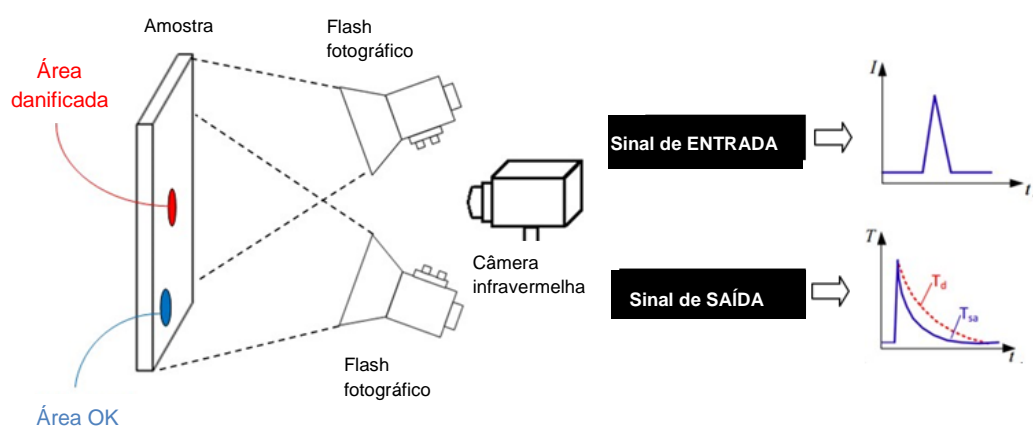 Amostra
Flash
fotográfico
Área
danificada
Câmera
infravermelha
Flash
fotográfico
Área OK
Sinal de ENTRADA
I
t
Sinal de SAÍDA
T
Td
Tsa
t